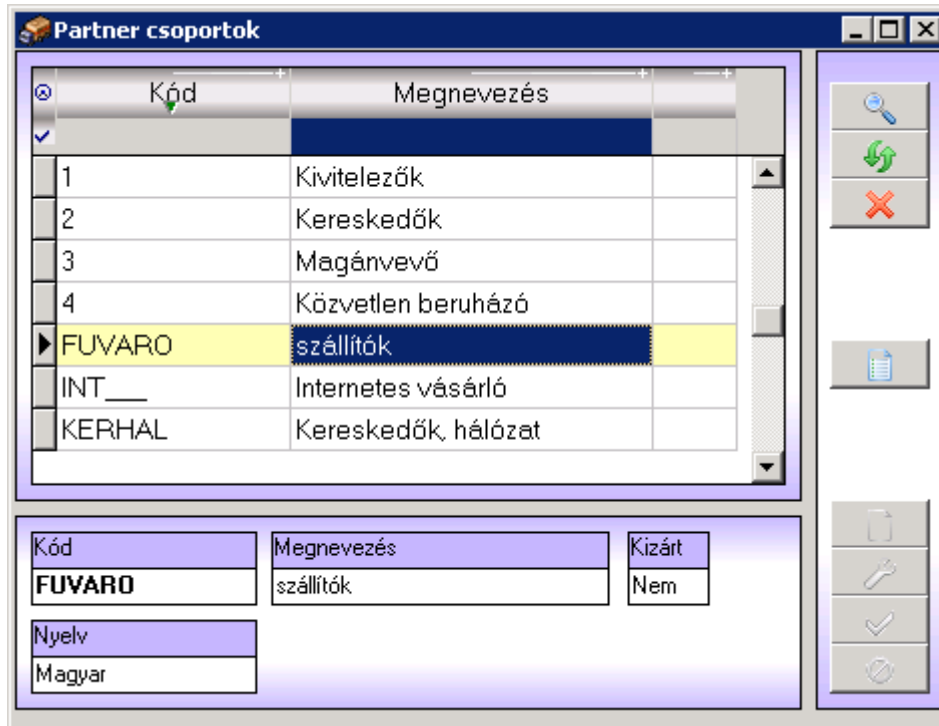 Partner csoportok
Kód Megnevezés
1 Kivitelezők
2 Kereskedők
3 Magánvevő
4 Közvetlen beruházó
FUVARO szállítók
INT___ Internetes vásárló
KERHAL Kereskedők, hálózat
Kód Megnevezés Kizárt
FUVARO szállítók Nem
Nyelv
Magyar